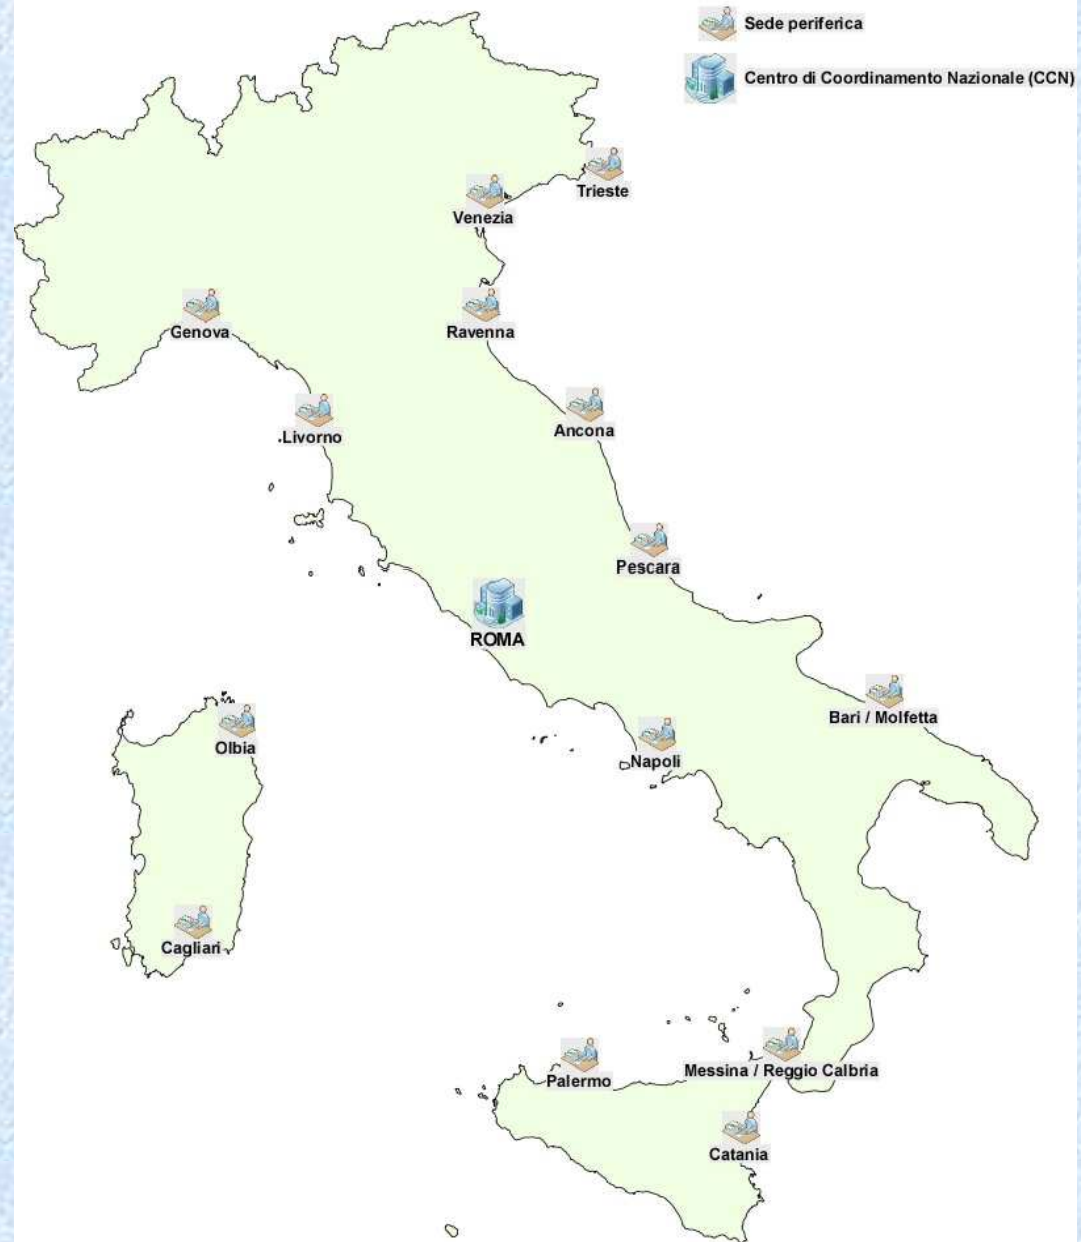 Sede periferica
Centro di Coordinamento Nazionale (CCN)
Trieste
Venezia
Genova
Ravenna
Ancona
Livorno
Pescara
ROMA
Bari / Molfetta
Olbia
Napoli
Cagliari
Messina / Reggio Calbria
Palermo
Catania